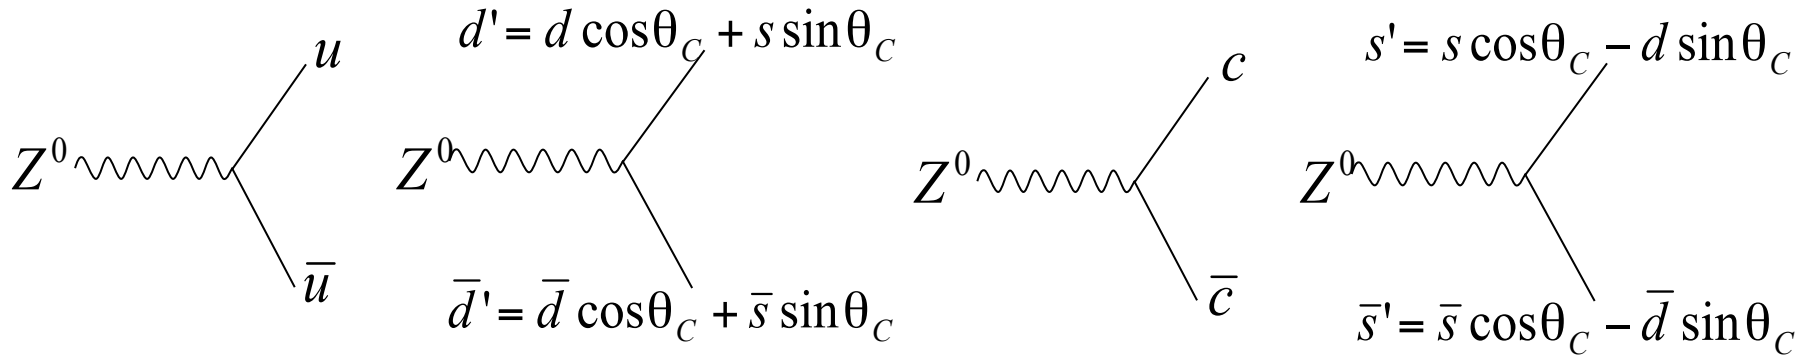 Z⁰ u
u̅
d' = d cosθ_C + s sinθ_C
Z⁰
d̅' = d̅ cosθ_C + s̅ sinθ_C
Z⁰ c
c̅
s' = s cosθ_C − d sinθ_C
Z⁰
s̅' = s̅ cosθ_C − d̅ sinθ_C